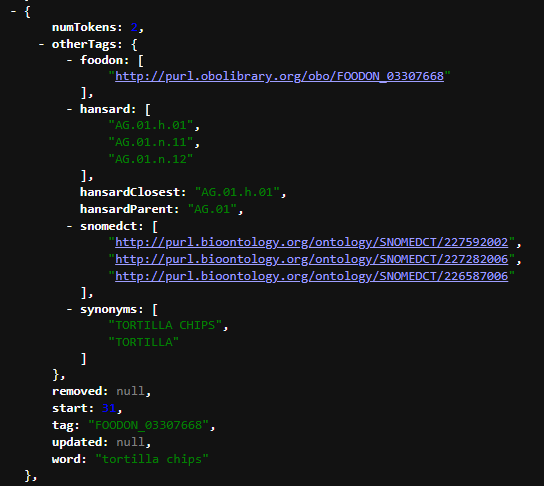 - {
numTokens: 2,
- otherTags: {
- foodon: [
"http://purl.obolibrary.org/obo/FOODON_03307668"
],
- hansard: [
"AG.01.h.01",
"AG.01.n.11",
"AG.01.n.12"
],
hansardClosest: "AG.01.h.01",
hansardParent: "AG.01",
- snomedct: [
"http://purl.bioontology.org/ontology/SNOMEDCT/227592002",
"http://purl.bioontology.org/ontology/SNOMEDCT/227282006",
"http://purl.bioontology.org/ontology/SNOMEDCT/226587006"
],
- synonyms: [
"TORTILLA CHIPS",
"TORTILLA"
]
},
removed: null,
start: 31,
tag: "FOODON_03307668",
updated: null,
word: "tortilla chips"
},